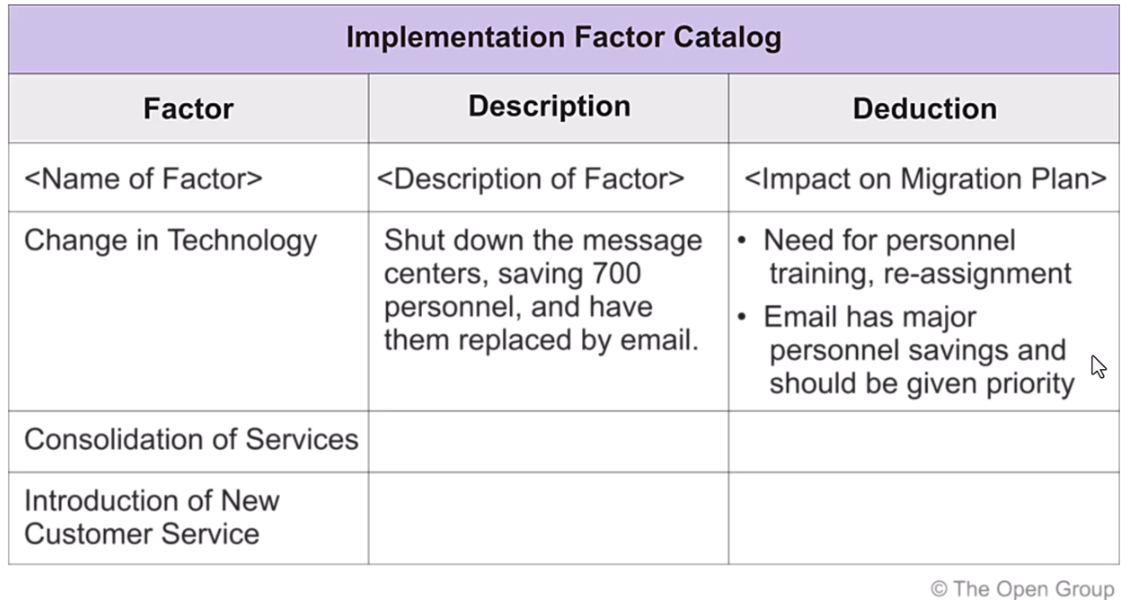 Implementation Factor Catalog
Factor
Description
Deduction
<Name of Factor>
<Description of Factor>
<Impact on Migration Plan>
Change in Technology
Shut down the message
centers, saving 700
personnel, and have
them replaced by email.
• Need for personnel
training, re-assignment
• Email has major
personnel savings and
should be given priority
Consolidation of Services
Introduction of New
Customer Service
© The Open Group